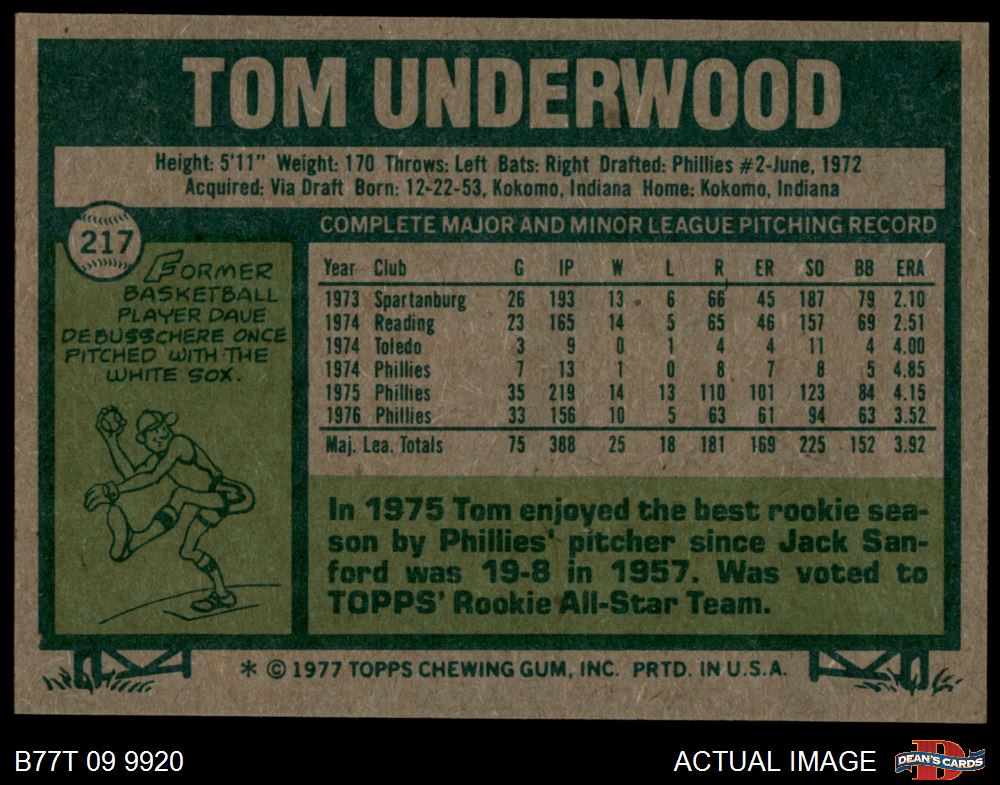 TOM UNDERWOOD
Height: 5'11" Weight: 170 Throws: Left Bats: Right Drafted: Phillies #2-June, 1972
Acquired: Via Draft Born: 12-22-53, Kokomo, Indiana Home: Kokomo, Indiana
217
FORMER
BASKETBALL
PLAYER DAVE
DEBUSSCHERE ONCE
PITCHED WITH THE
WHITE SOX.
COMPLETE MAJOR AND MINOR LEAGUE PITCHING RECORD
Year Club G IP W L R ER SO BB ERA
1973 Spartanburg 26 193 13 6 66 45 187 79 2.10
1974 Reading 23 165 14 5 65 46 157 69 2.51
1974 Toledo 3 9 0 1 4 4 11 4 4.00
1974 Phillies 7 13 1 0 8 7 8 5 4.85
1975 Phillies 35 219 14 13 110 101 123 84 4.15
1976 Phillies 33 156 10 5 63 61 94 63 3.52
Maj. Lea. Totals 75 388 25 18 181 169 225 152 3.92
In 1975 Tom enjoyed the best rookie sea-
son by Phillies' pitcher since Jack San-
ford was 19-8 in 1957. Was voted to
TOPPS' Rookie All-Star Team.
* © 1977 TOPPS CHEWING GUM, INC. PRTD. IN U.S.A.
B77T 09 9920
ACTUAL IMAGE
D
DEAN'S CARDS